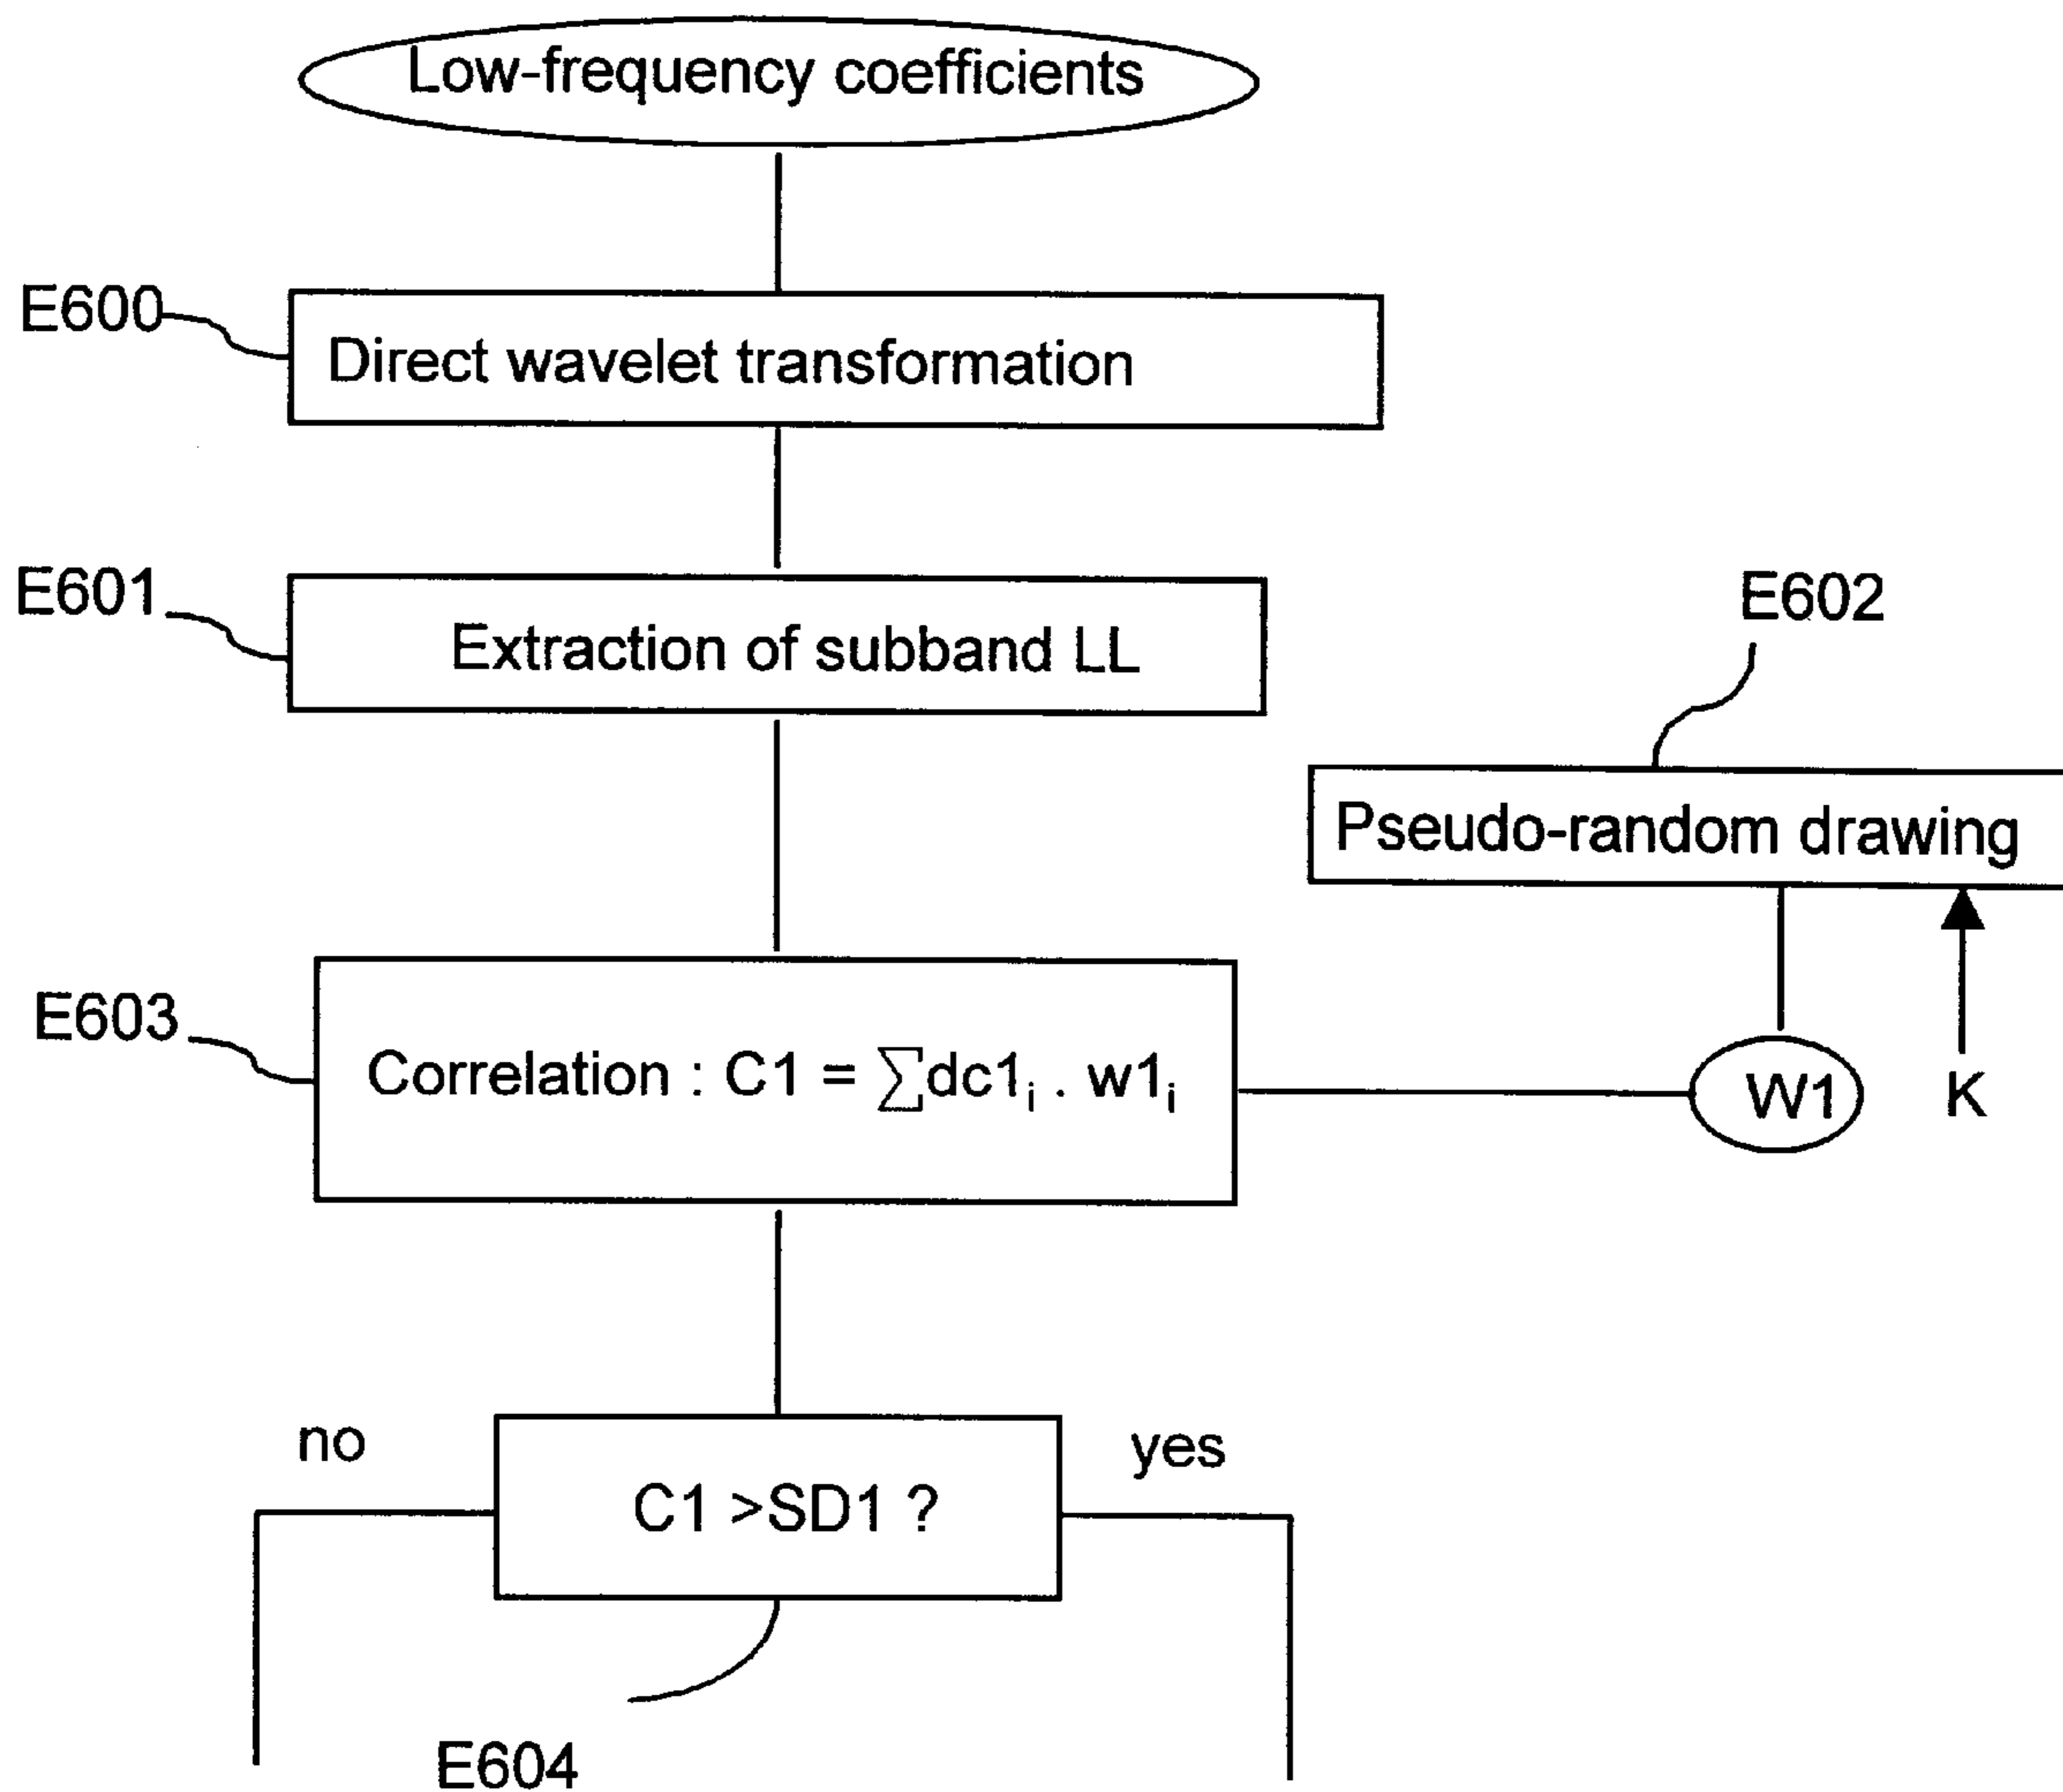 Low-frequency coefficients
E600
Direct wavelet transformation
E601
Extraction of subband LL
E602
Pseudo-random drawing
E603
Correlation : C1 = ∑dc1i . w1i
W1
K
no
yes
C1 >SD1 ?
E604